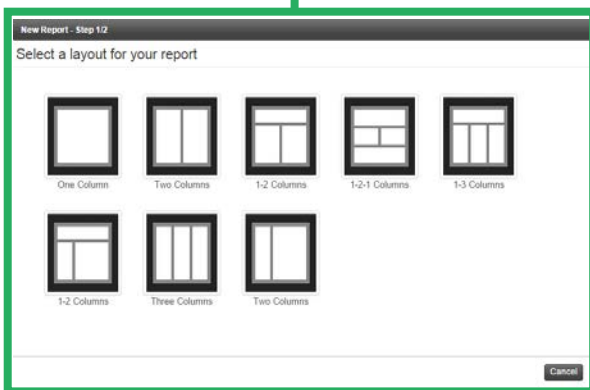 New Report - Step 1/2
Select a layout for your report
One Column
Two Columns
1-2 Columns
1-2-1 Columns
1-3 Columns
1-2 Columns
Three Columns
Two Columns
Cancel